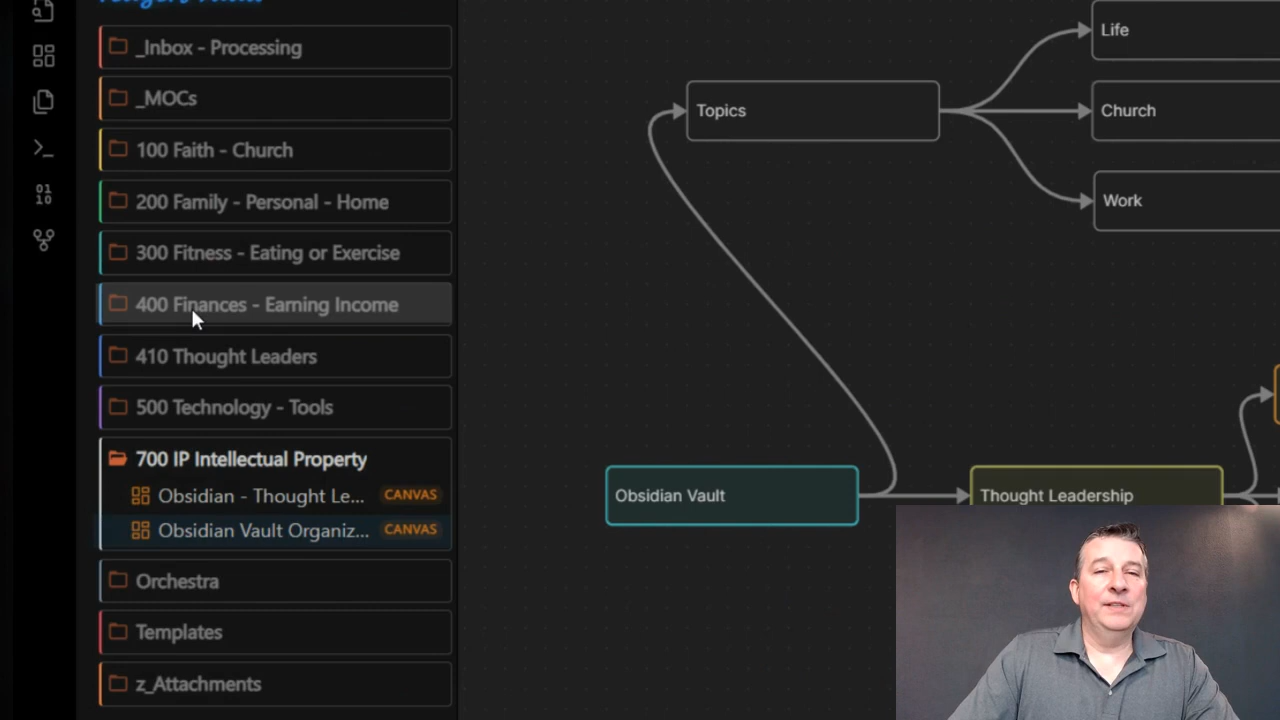 _Inbox - Processing
_MOCs
100 Faith - Church
200 Family - Personal - Home
300 Fitness - Eating or Exercise
400 Finances - Earning Income
410 Thought Leaders
500 Technology - Tools
700 IP Intellectual Property
Obsidian - Thought Le... CANVAS
Obsidian Vault Organiz... CANVAS
Orchestra
Templates
z_Attachments
Topics
Life
Church
Work
Obsidian Vault
Thought Leadership